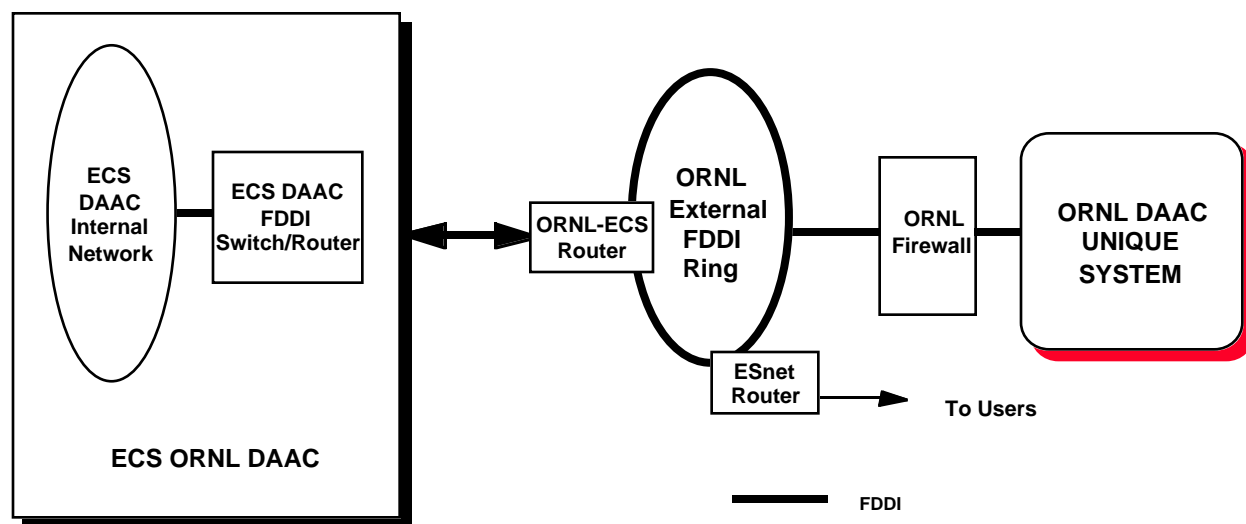 ECS
DAAC
Internal
Network
ECS DAAC
FDDI
Switch/Router
ECS ORNL DAAC
ORNL-ECS
Router
ORNL
External
FDDI
Ring
ESnet
Router
To Users
ORNL
Firewall
ORNL DAAC
UNIQUE
SYSTEM
FDDI